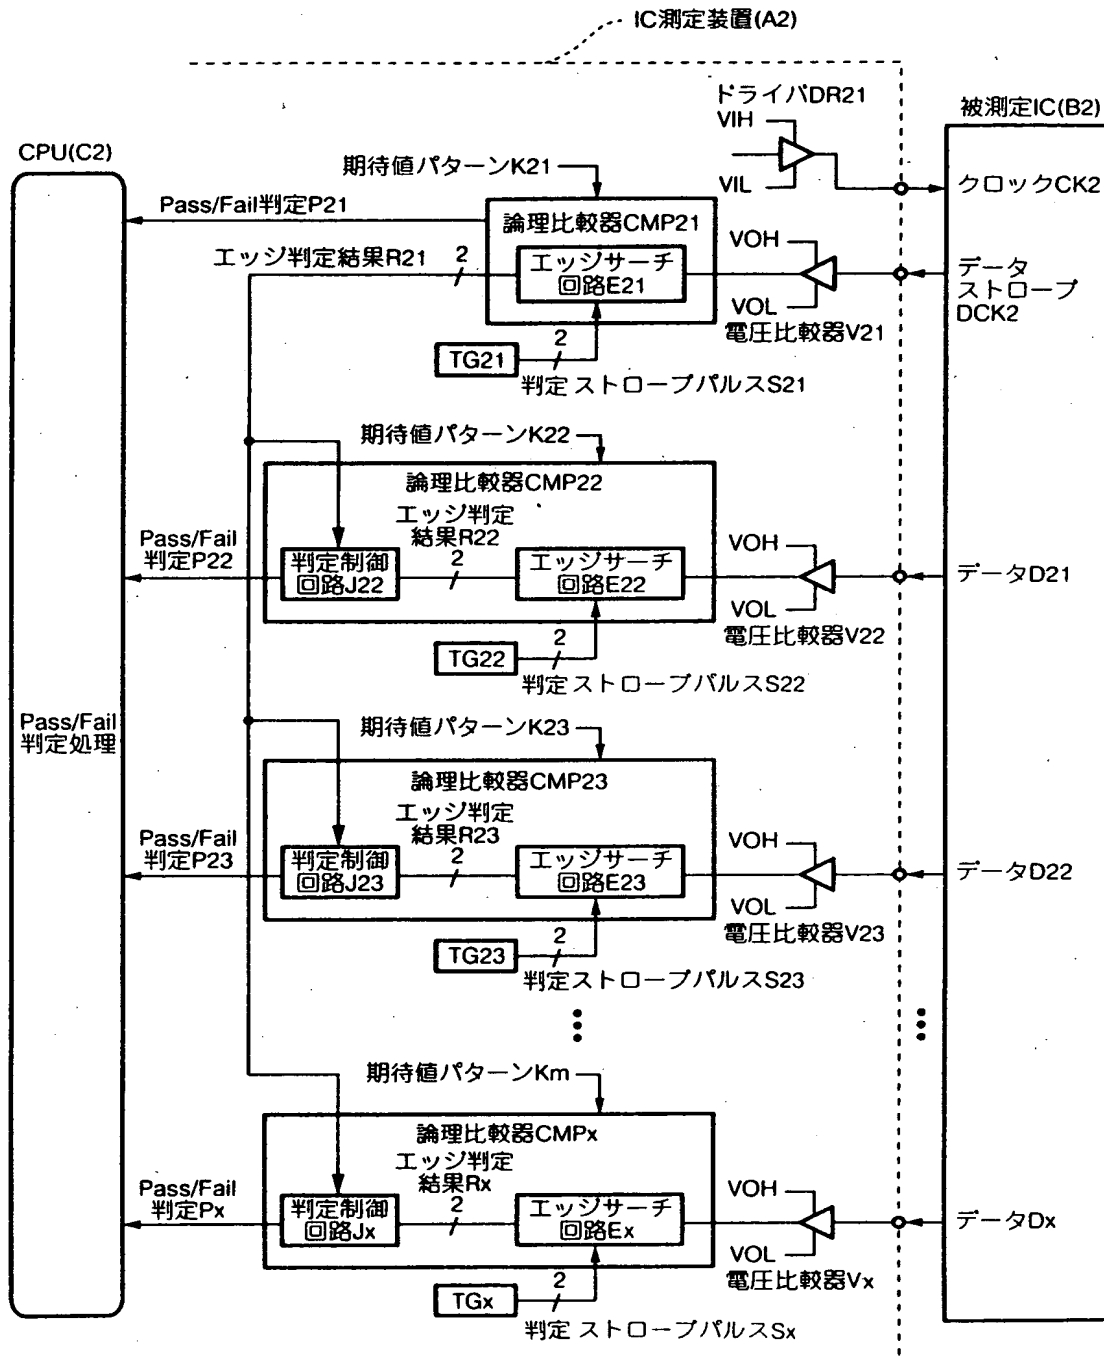 IC測定装置(A2)
ドライバDR21
VIH
VIL
被測定IC(B2)
CPU(C2)
期待値パターンK21
クロックCK2
Pass/Fail判定P21
論理比較器CMP21
エッジ判定結果R21
2
エッジサーチ
回路E21
VOH
VOL
電圧比較器V21
データ
ストローブ
DCK2
TG21
2
判定 ストローブパルスS21
期待値パターンK22
論理比較器CMP22
エッジ判定
結果R22
Pass/Fail
判定P22
判定制御
回路J22
2
エッジサーチ
回路E22
VOH
VOL
電圧比較器V22
データD21
TG22
2
判定 ストローブパルスS22
Pass/Fail
判定処理
期待値パターンK23
論理比較器CMP23
エッジ判定
結果R23
Pass/Fail
判定P23
判定制御
回路J23
2
エッジサーチ
回路E23
VOH
VOL
電圧比較器V23
データD22
TG23
2
判定 ストローブパルスS23
期待値パターンKm
論理比較器CMPx
エッジ判定
結果Rx
Pass/Fail
判定Px
判定制御
回路Jx
2
エッジサーチ
回路Ex
VOH
VOL
電圧比較器Vx
データDx
TGx
2
判定 ストローブパルスSx